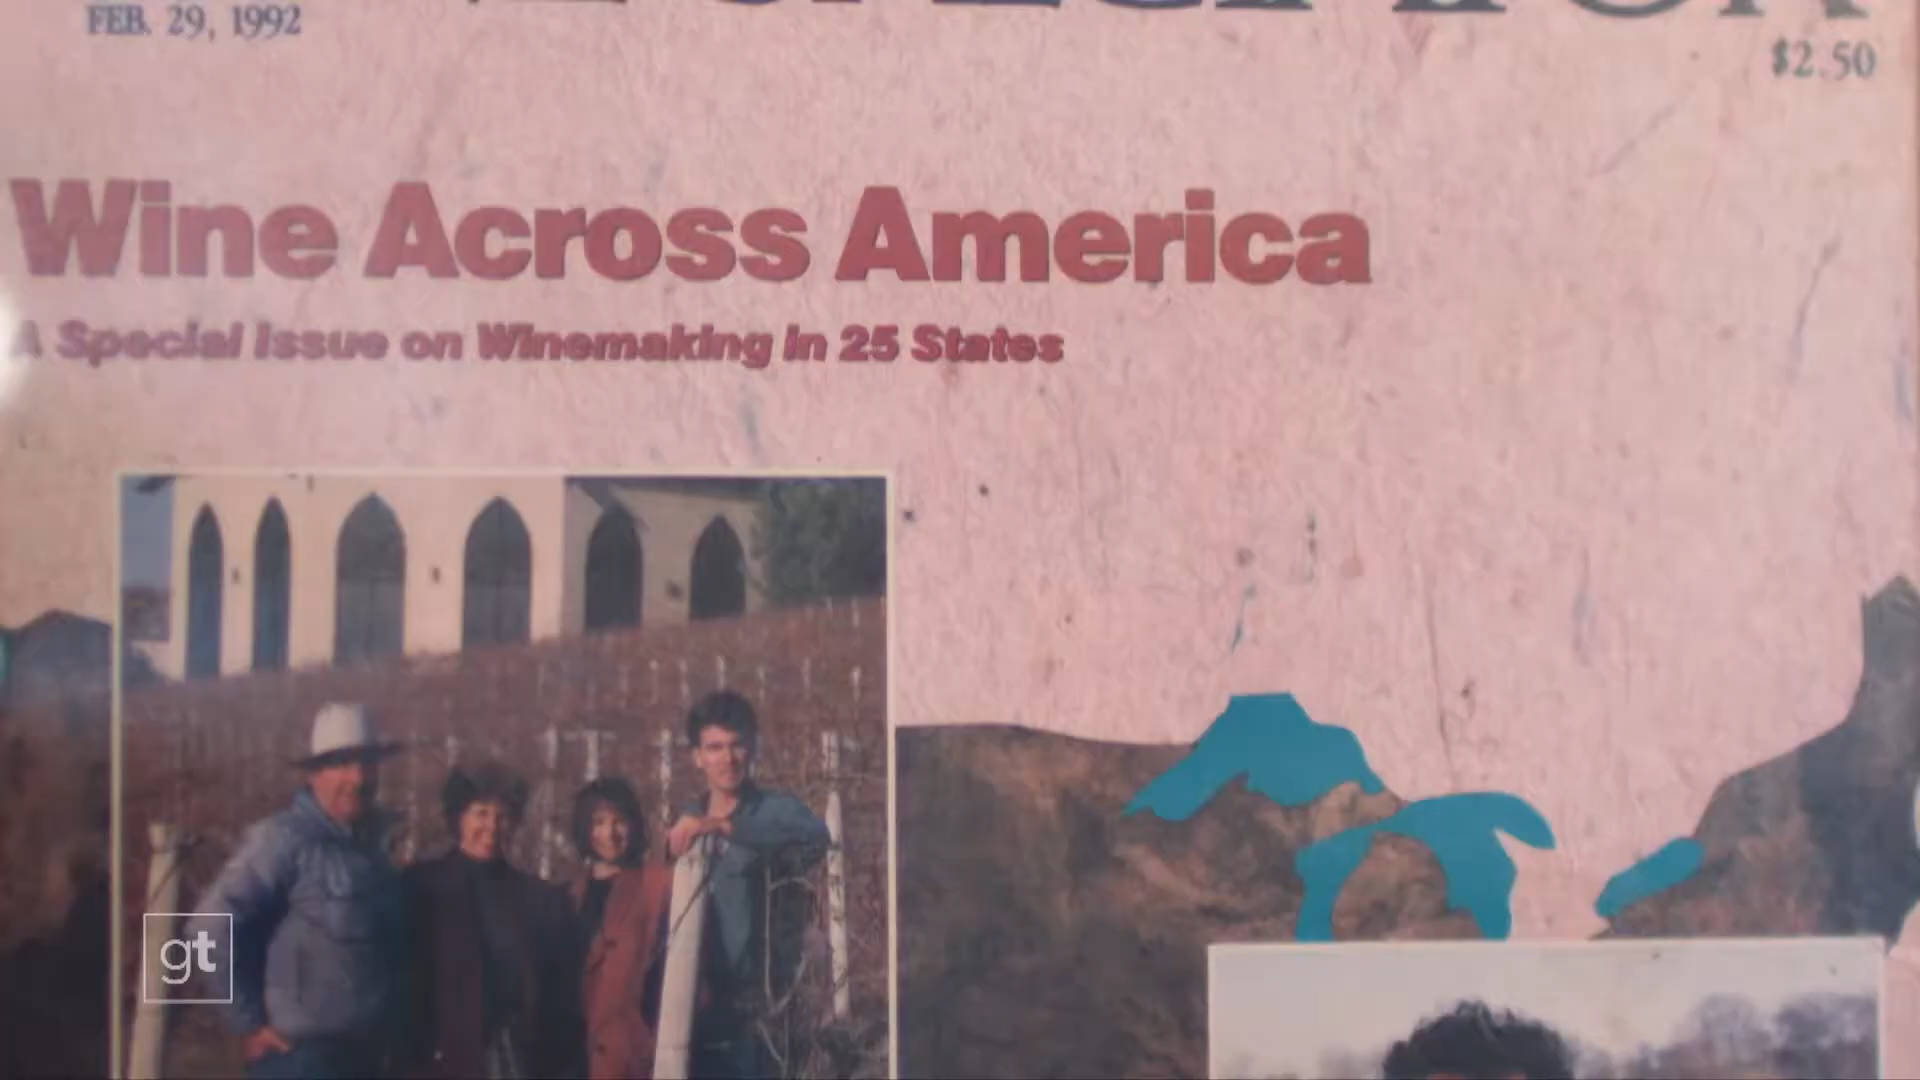 FEB. 29, 1992
$2.50
Wine Across America
A Special Issue on Winemaking in 25 States
gt